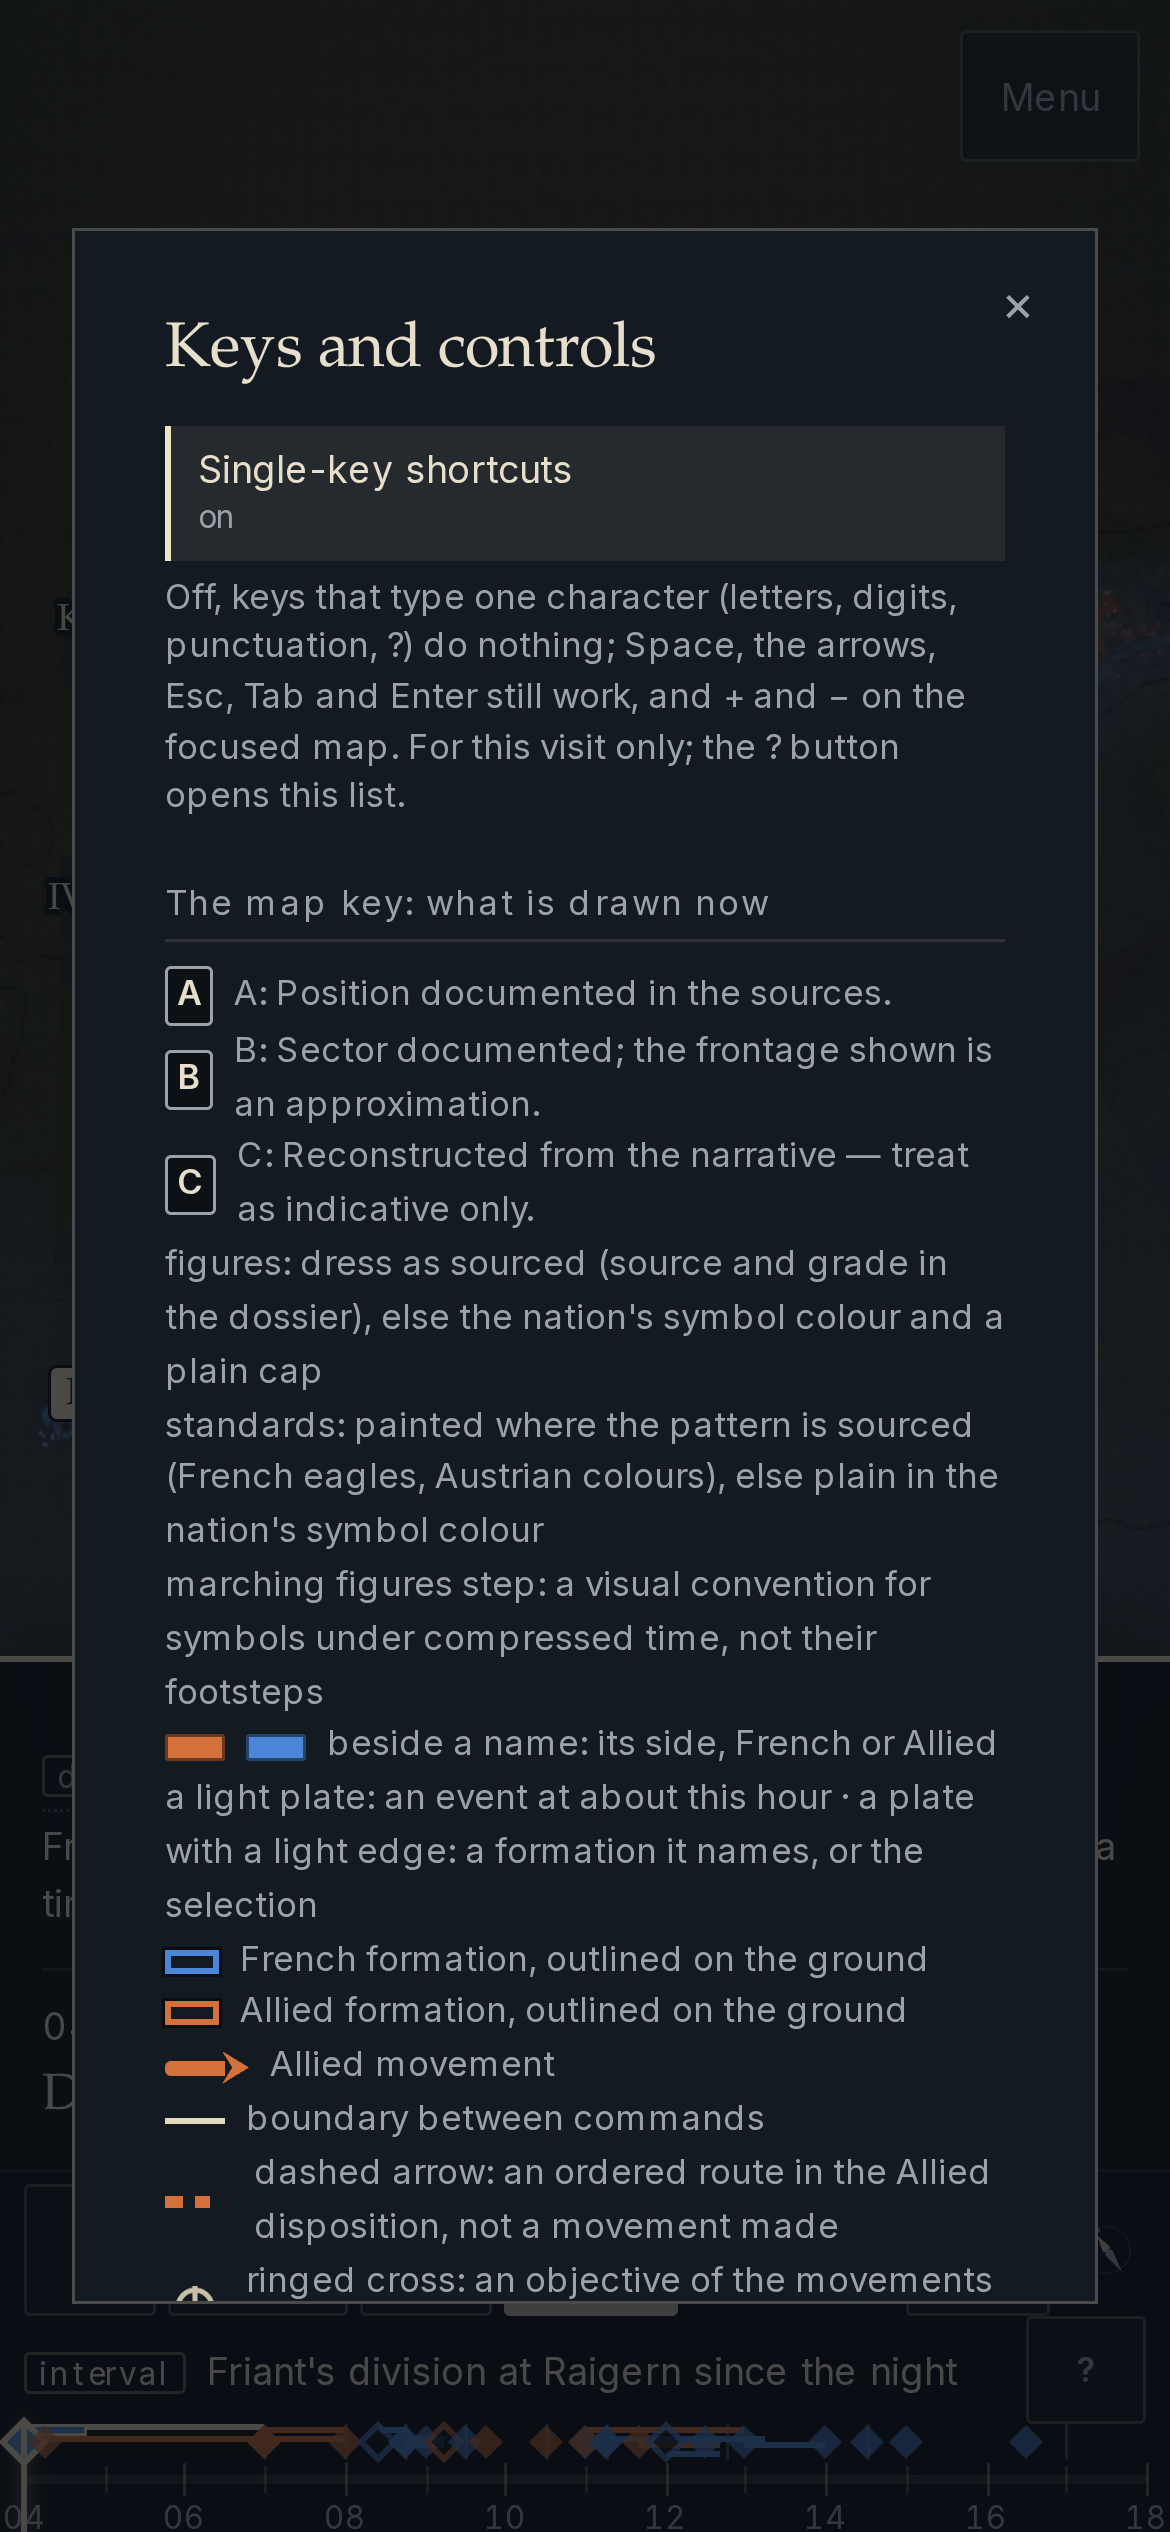 Menu
×
Keys and controls
Single-key shortcuts
on
Off, keys that type one character (letters, digits,
punctuation, ?) do nothing; Space, the arrows,
Esc, Tab and Enter still work, and + and − on the
focused map. For this visit only; the ? button
opens this list.
The map key: what is drawn now
A A: Position documented in the sources.
B B: Sector documented; the frontage shown is
an approximation.
C C: Reconstructed from the narrative — treat
as indicative only.
figures: dress as sourced (source and grade in
the dossier), else the nation's symbol colour and a
plain cap
standards: painted where the pattern is sourced
(French eagles, Austrian colours), else plain in the
nation's symbol colour
marching figures step: a visual convention for
symbols under compressed time, not their
footsteps
beside a name: its side, French or Allied
a light plate: an event at about this hour · a plate
with a light edge: a formation it names, or the
selection
French formation, outlined on the ground
Allied formation, outlined on the ground
Allied movement
boundary between commands
dashed arrow: an ordered route in the Allied
disposition, not a movement made
ringed cross: an objective of the movements
interval Friant's division at Raigern since the night
?
04 06 08 10 12 14 16 18